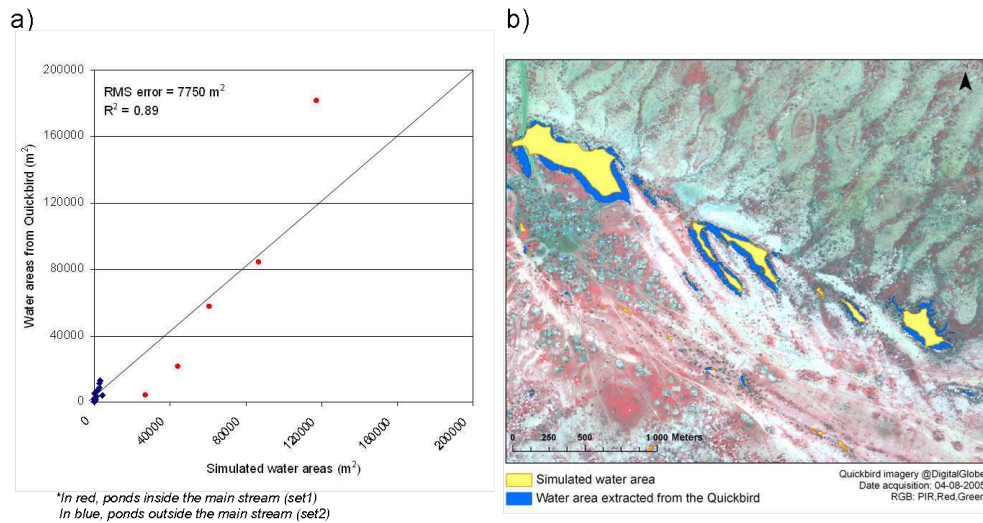 a)
b)
200000
160000
120000
80000
40000
0
Water areas from Quickbird (m²)
RMS error = 7750 m²
R² = 0.89
0
40000
80000
120000
160000
200000
Simulated water areas (m²)
*In red, ponds inside the main stream (set1)
In blue, ponds outside the main stream (set2)
0 250 500 1 000 Meters
Simulated water area
Water area extracted from the Quickbird
Quickbird imagery @DigitalGlobe
Date acquisition: 04-08-2005
RGB: PIR,Red,Green